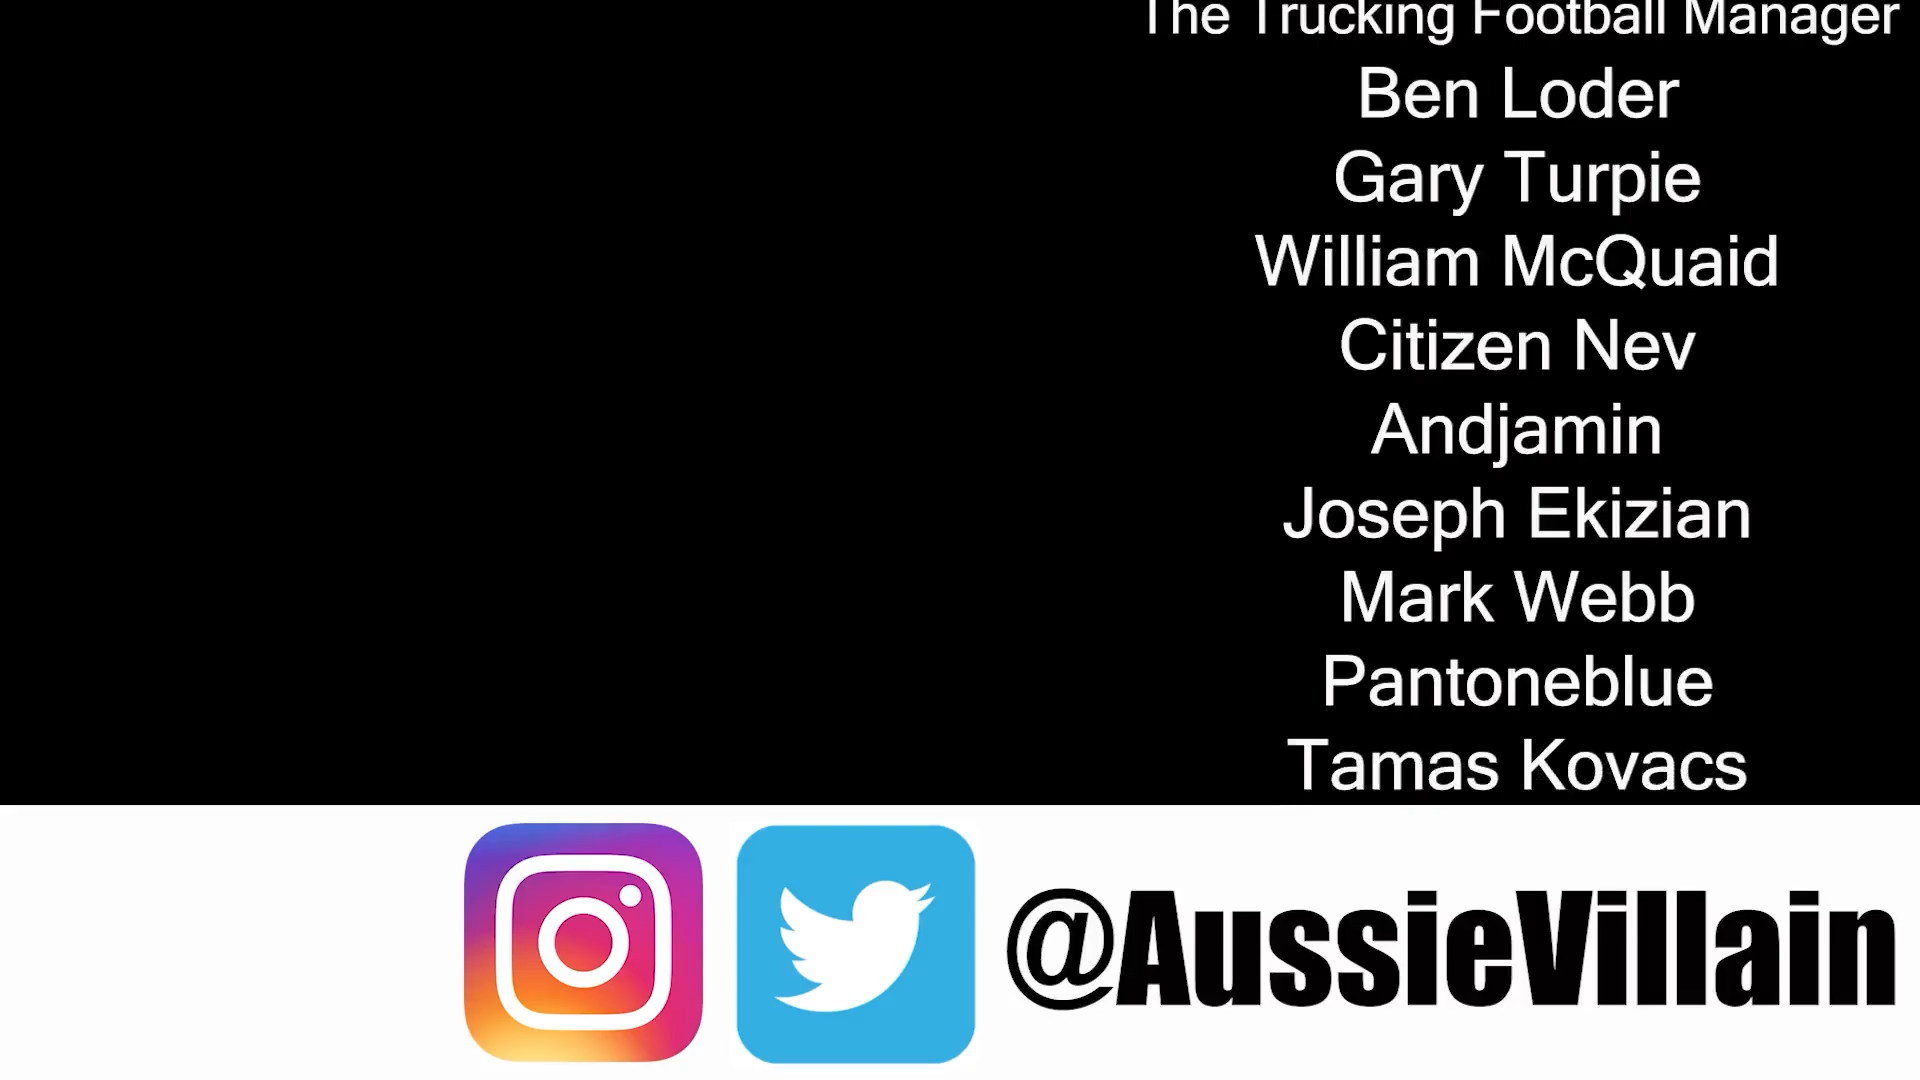 The Trucking Football Manager
Ben Loder
Gary Turpie
William McQuaid
Citizen Nev
Andjamin
Joseph Ekizian
Mark Webb
Pantoneblue
Tamas Kovacs
@AussieVillain